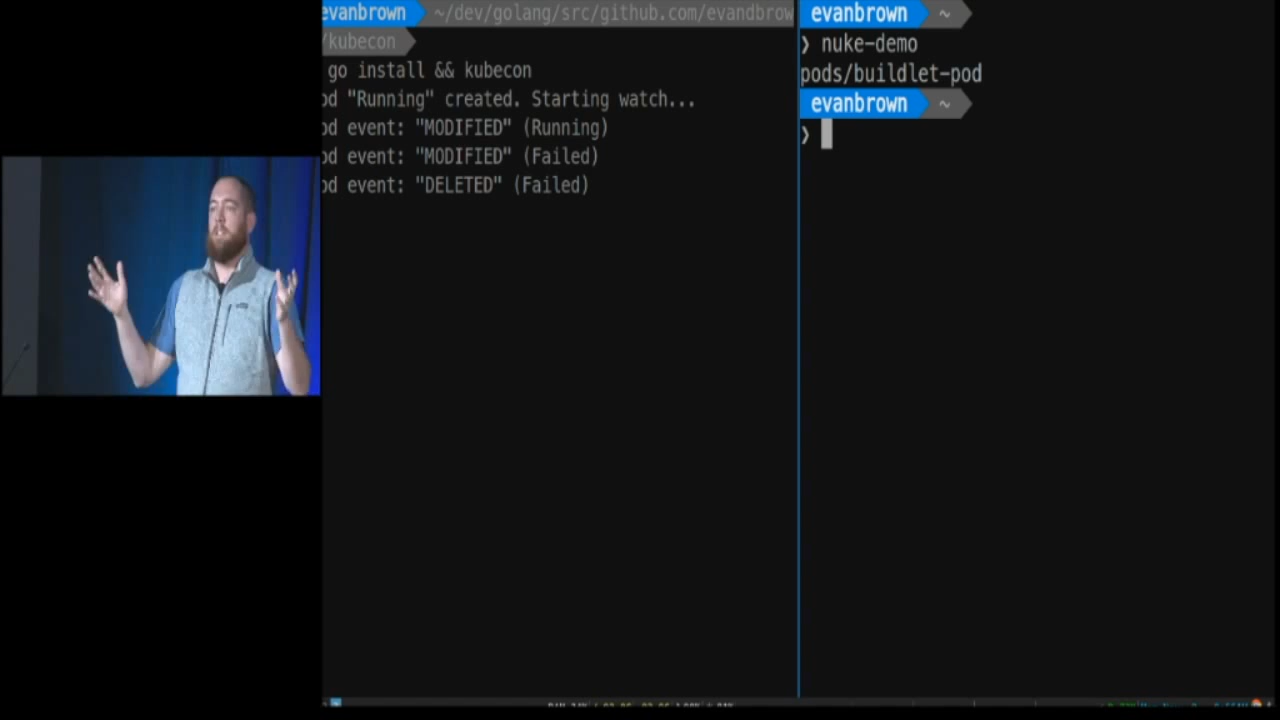 evanbrown ~/dev/golang/src/github.com/evandbrow
/kubecon
go install && kubecon
od "Running" created. Starting watch...
od event: "MODIFIED" (Running)
od event: "MODIFIED" (Failed)
od event: "DELETED" (Failed)
evanbrown ~
❯ nuke-demo
pods/buildlet-pod
evanbrown ~
❯